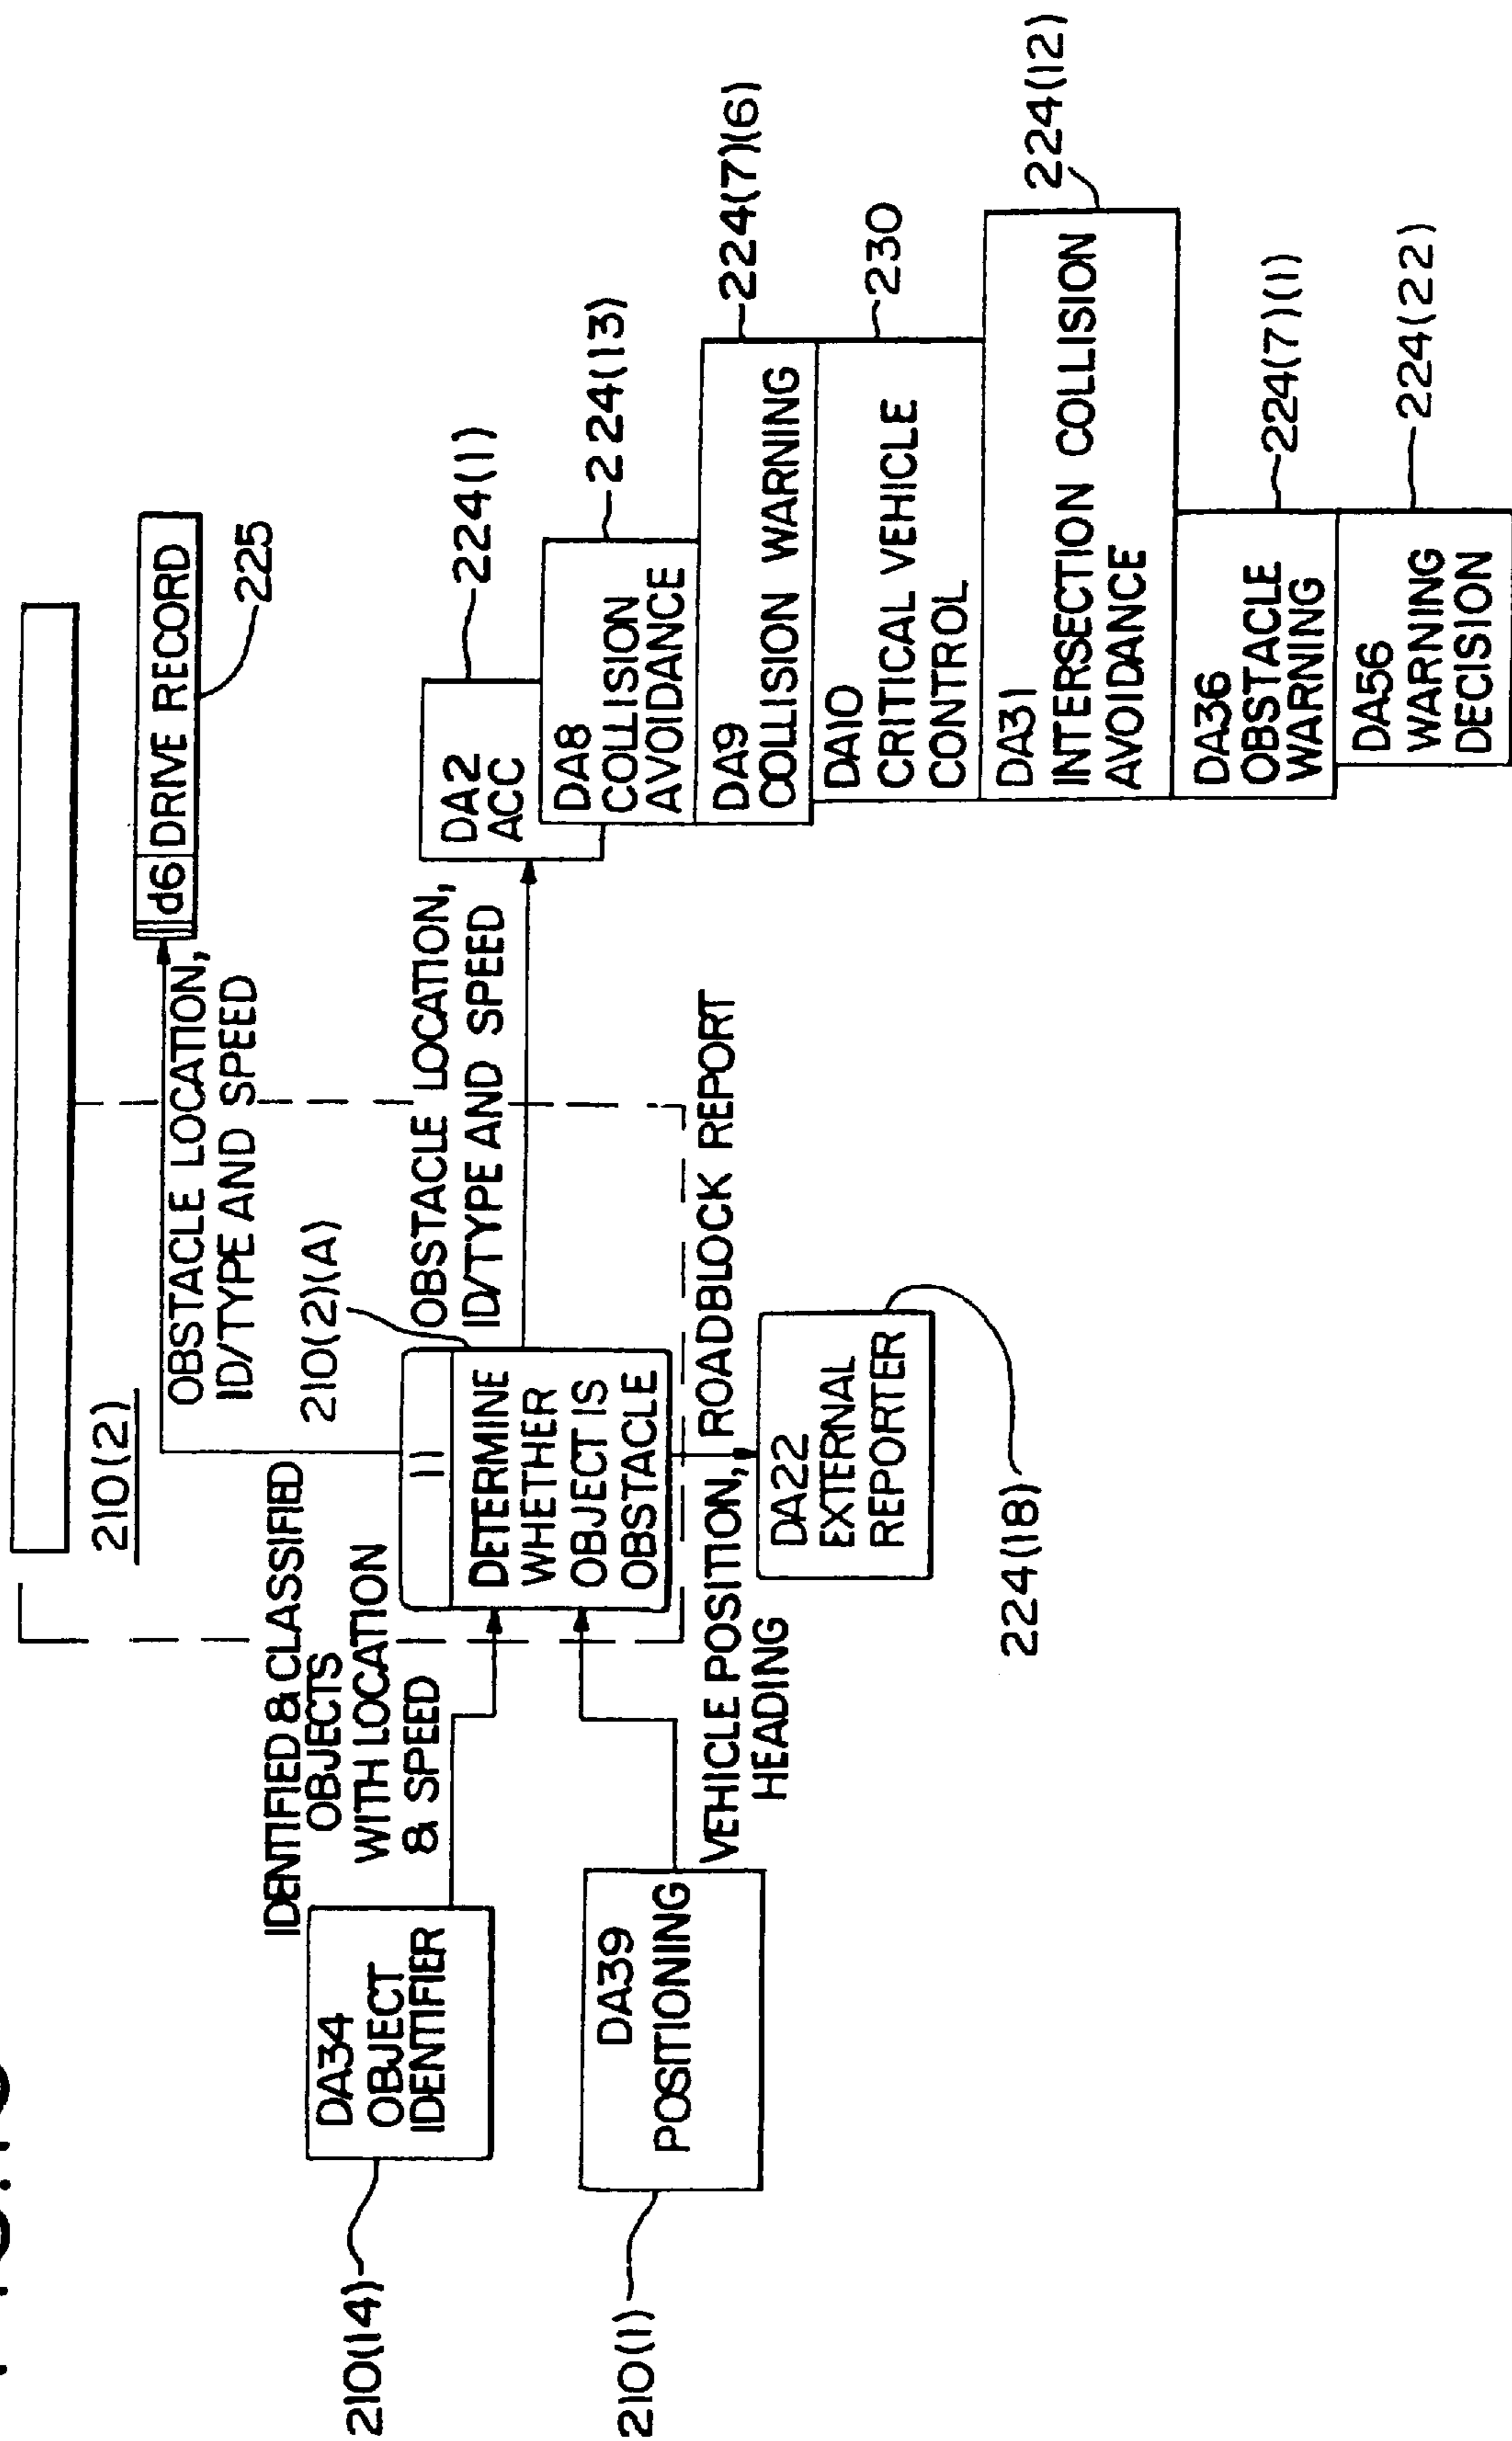 210(2)
OBSTACLE LOCATION,
ID/TYPE AND SPEED
d6 DRIVE RECORD
225
IDENTIFIED & CLASSIFIED
OBJECTS
WITH LOCATION
& SPEED
210(2)(A)
DETERMINE
WHETHER
OBJECT IS
OBSTACLE
OBSTACLE LOCATION,
ID/TYPE AND SPEED
210(14)
DA34
OBJECT
IDENTIFIER
210(1)
DA39
POSITIONING
VEHICLE POSITION,
HEADING
ROADBLOCK REPORT
DA22
EXTERNAL
REPORTER
224(18)
DA2
ACC
224(1)
DA8
COLLISION
AVOIDANCE
224(13)
DA9
COLLISION WARNING
224(7)(6)
DA10
CRITICAL VEHICLE
CONTROL
230
DA31
INTERSECTION COLLISION
AVOIDANCE
224(12)
DA36
OBSTACLE
WARNING
224(7)(1)
DA56
WARNING
DECISION
224(22)